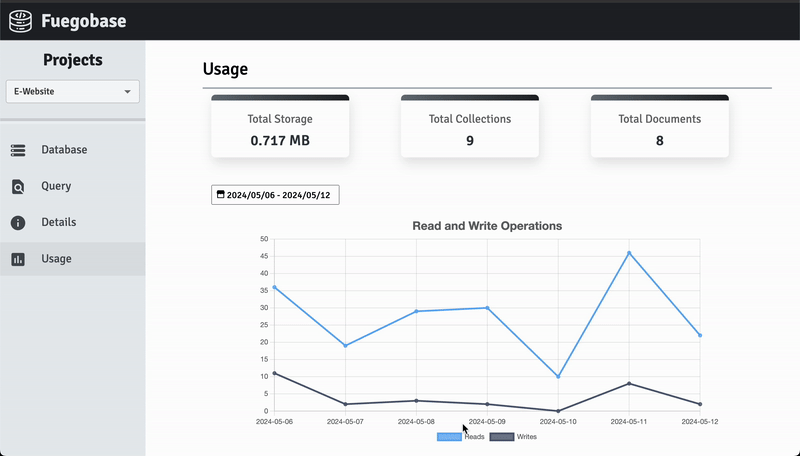 Fuegobase
Projects
E-Website
Database
Query
Details
Usage
Usage
Total Storage
0.717 MB
Total Collections
9
Total Documents
8
2024/05/06 - 2024/05/12
Read and Write Operations
50
45
40
35
30
25
20
15
10
5
0
2024-05-06 2024-05-07 2024-05-08 2024-05-09 2024-05-10 2024-05-11 2024-05-12
Reads Writes